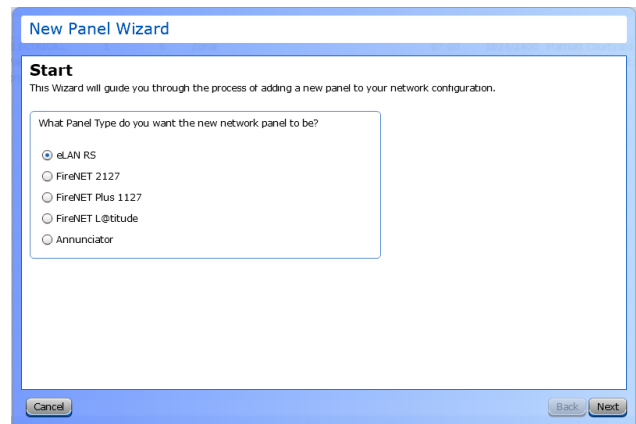 New Panel Wizard
Start
This Wizard will guide you through the process of adding a new panel to your network configuration.
What Panel Type do you want the new network panel to be?
eLAN RS
FireNET 2127
FireNET Plus 1127
FireNET L@titude
Annunciator
Cancel
Back
Next